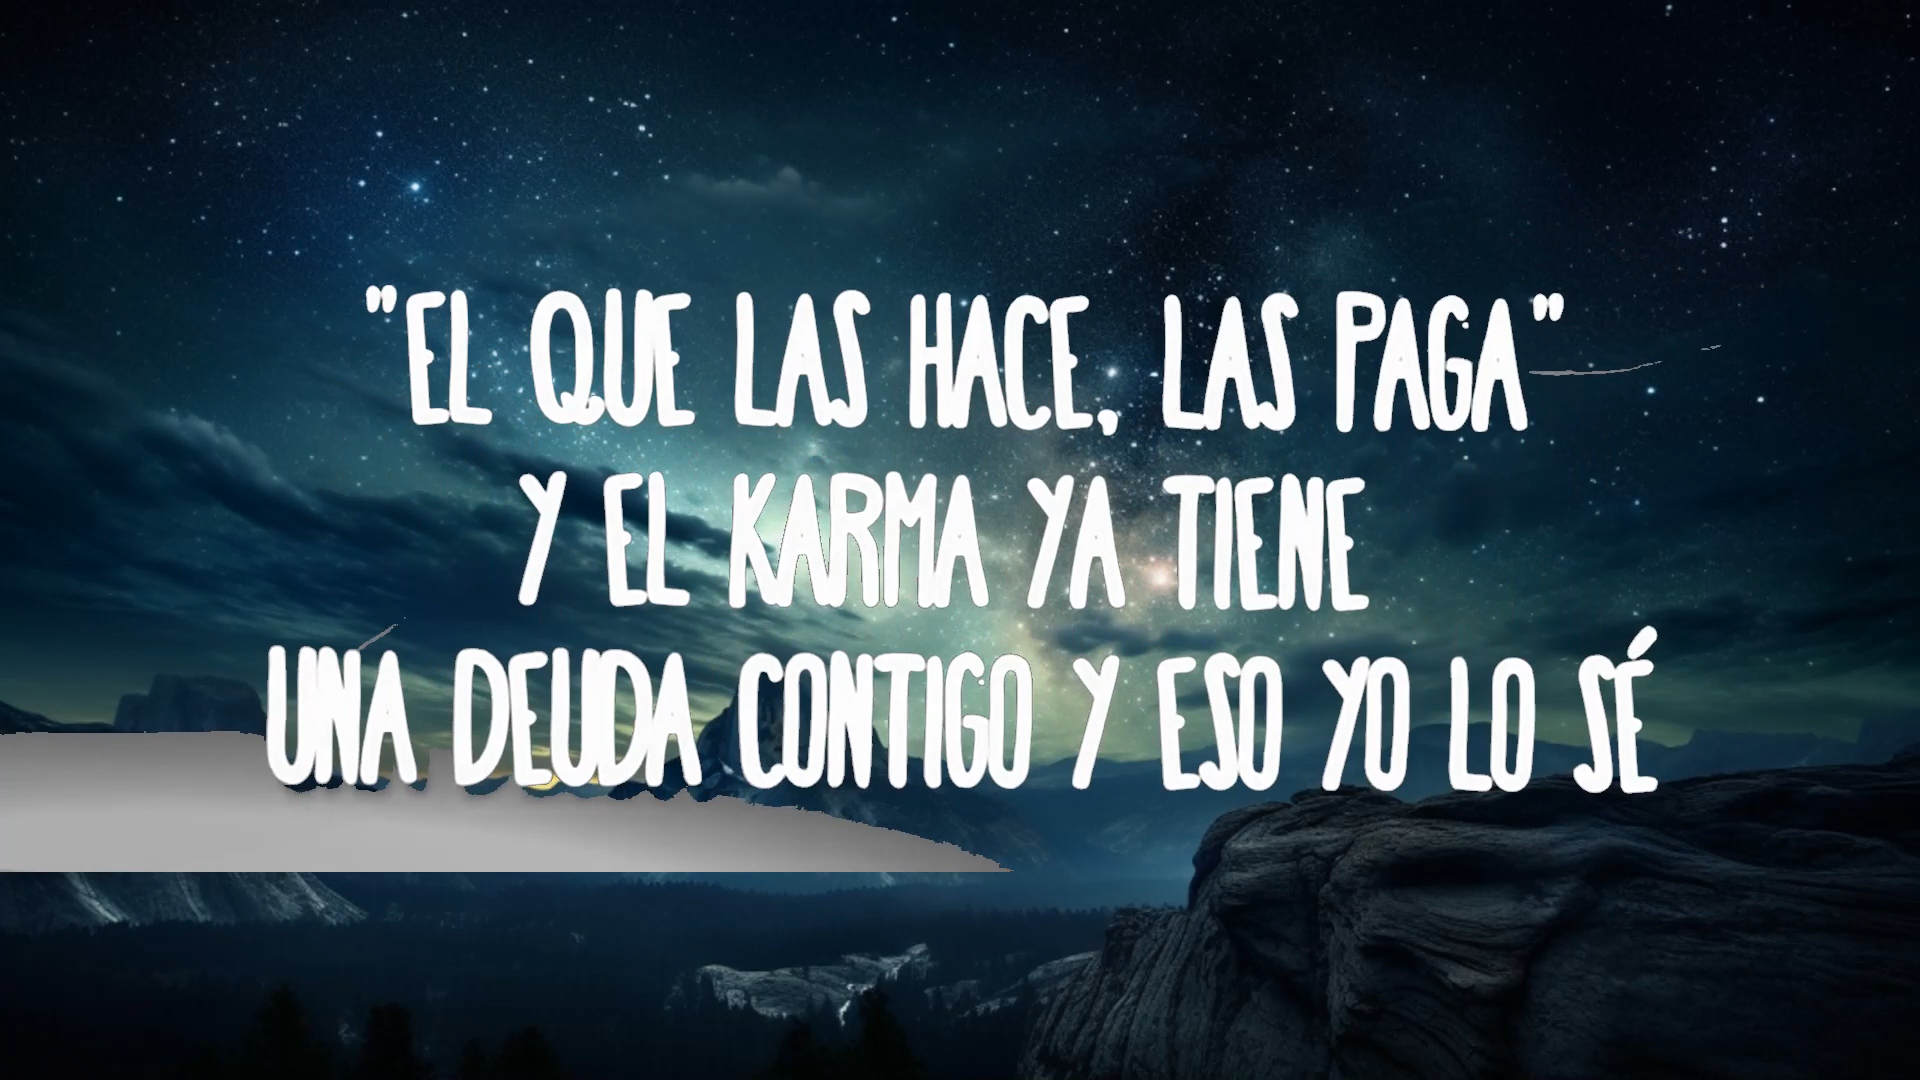 "EL QUE LAS HACE, LAS PAGA"
Y EL KARMA YA TIENE
UNA DEUDA CONTIGO Y ESO YO LO SÉ